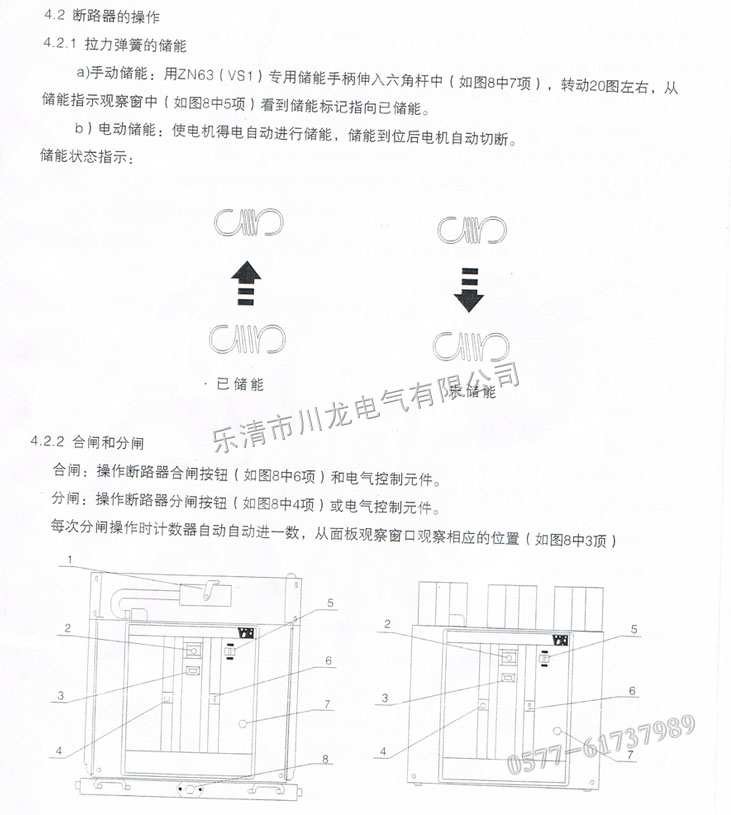 4.2 断路器的操作
4.2.1 拉力弹簧的储能
a)手动储能：用ZN63（VS1）专用储能手柄伸入六角杆中（如图8中7项），转动20图左右，从
储能指示观察窗中（如图8中5项）看到储能标记指向已储能。
b）电动储能：使电机得电自动进行储能，储能到位后电机自动切断。
储能状态指示：
已储能 未储能
乐清市川龙电气有限公司
4.2.2 合闸和分闸
合闸：操作断路器合闸按钮（如图8中6项）和电气控制元件。
分闸：操作断路器分闸按钮（如图8中4项）或电气控制元件。
每次分闸操作时计数器自动自动进一数，从面板观察窗口观察相应的位置（如图8中3项）
1
2
3
4
5
6
7
8
2
3
4
5
6
7
0577-61737989